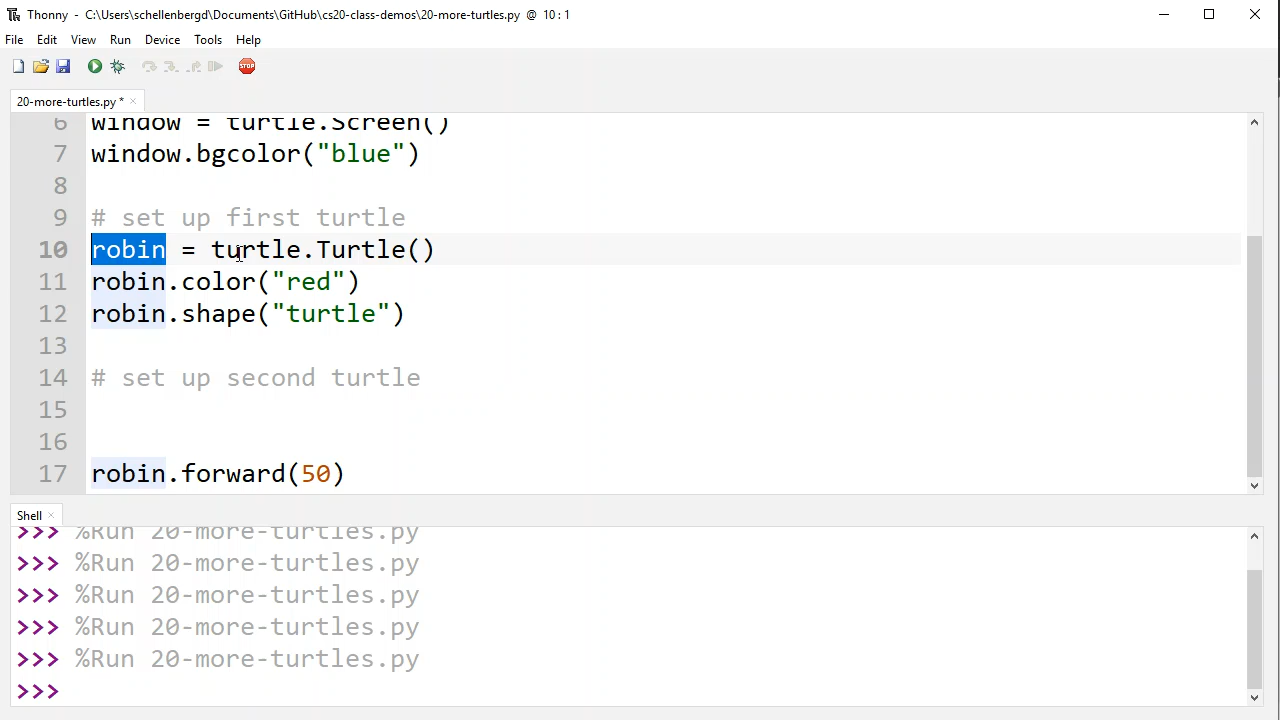 Thonny - C:\Users\schellenbergd\Documents\GitHub\cs20-class-demos\20-more-turtles.py @ 10:1
File Edit View Run Device Tools Help
STOP
20-more-turtles.py * ×
6 window = turtle.Screen()
7 window.bgcolor("blue")
8
9 # set up first turtle
10 robin = turtle.Turtle()
11 robin.color("red")
12 robin.shape("turtle")
13
14 # set up second turtle
15
16
17 robin.forward(50)
Shell ×
>>> %Run 20-more-turtles.py
>>> %Run 20-more-turtles.py
>>> %Run 20-more-turtles.py
>>> %Run 20-more-turtles.py
>>> %Run 20-more-turtles.py
>>>